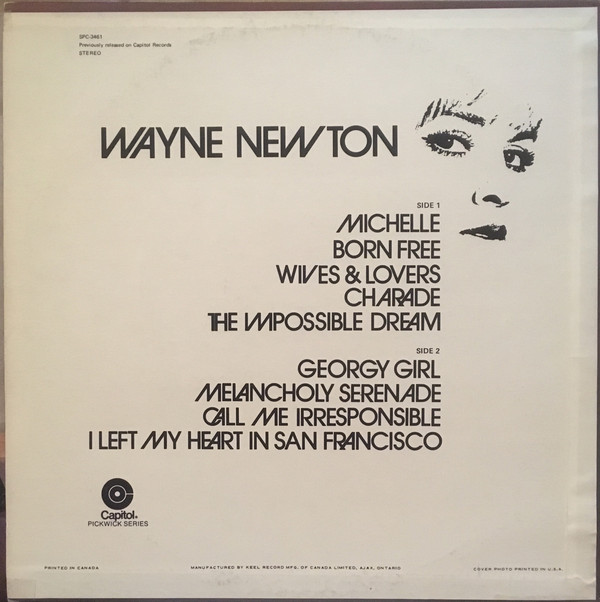 SPC-3461
Previously released on Capitol Records
STEREO
WAYNE NEWTON
SIDE 1
MICHELLE
BORN FREE
WIVES & LOVERS
CHARADE
THE IMPOSSIBLE DREAM
SIDE 2
GEORGY GIRL
MELANCHOLY SERENADE
CALL ME IRRESPONSIBLE
I LEFT MY HEART IN SAN FRANCISCO
Capitol®
PICKWICK SERIES
PRINTED IN CANADA
MANUFACTURED BY KEEL RECORD MFG. OF CANADA LIMITED, AJAX, ONTARIO
COVER PHOTO PRINTED IN U.S.A.